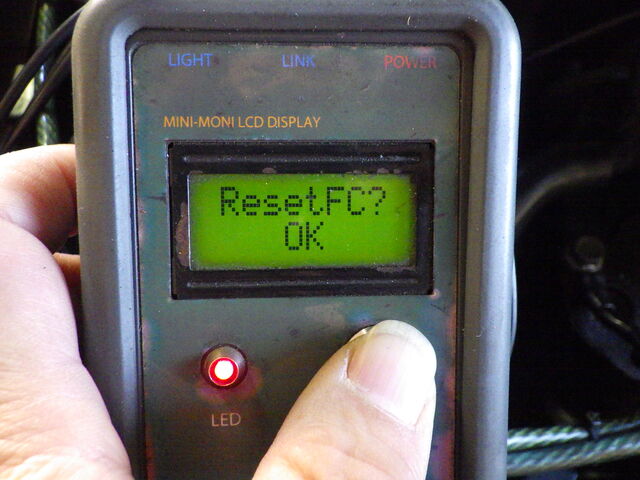 LIGHT LINK POWER
MINI-MONI LCD DISPLAY
ResetFC?
OK
LED